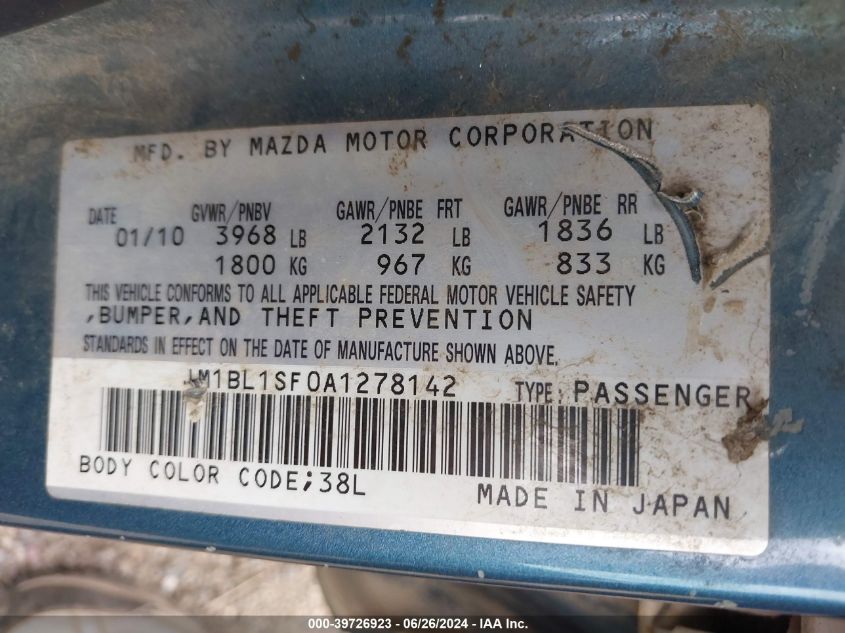 MFD. BY MAZDA MOTOR CORPORATION
DATE GVWR/PNBV GAWR/PNBE FRT GAWR/PNBE RR
01/10 3968 LB 2132 LB 1836 LB
1800 KG 967 KG 833 KG
THIS VEHICLE CONFORMS TO ALL APPLICABLE FEDERAL MOTOR VEHICLE SAFETY
,BUMPER,AND THEFT PREVENTION
STANDARDS IN EFFECT ON THE DATE OF MANUFACTURE SHOWN ABOVE.
JM1BL1SF0A1278142 TYPE: PASSENGER
BODY COLOR CODE;38L
MADE IN JAPAN
000-39726923 | 06/26/2024 - IAA Inc.